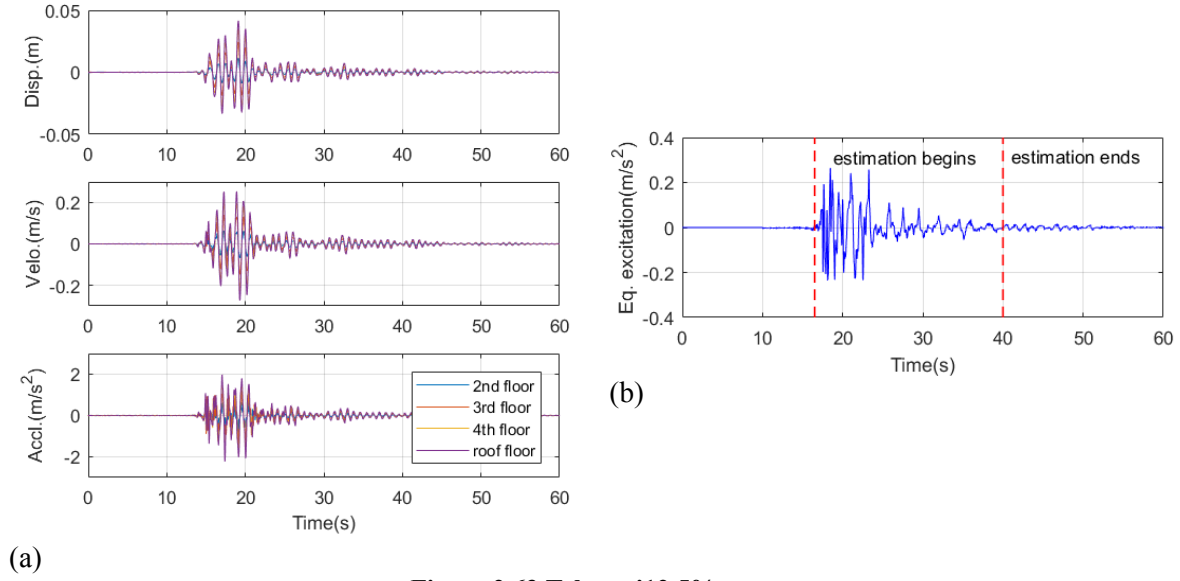 0.05
0
-0.05
Disp.(m)
0 10 20 30 40 50 60
0.2
0
-0.2
Velo.(m/s)
0 10 20 30 40 50 60
2
0
-2
Accl.(m/s²)
2nd floor
3rd floor
4th floor
roof floor
0 10 20 30 40 50 60
Time(s)
(a)
0.4
0.2
0
-0.2
-0.4
Eq. excitation(m/s²)
estimation begins
estimation ends
0 10 20 30 40 50 60
Time(s)
(b)